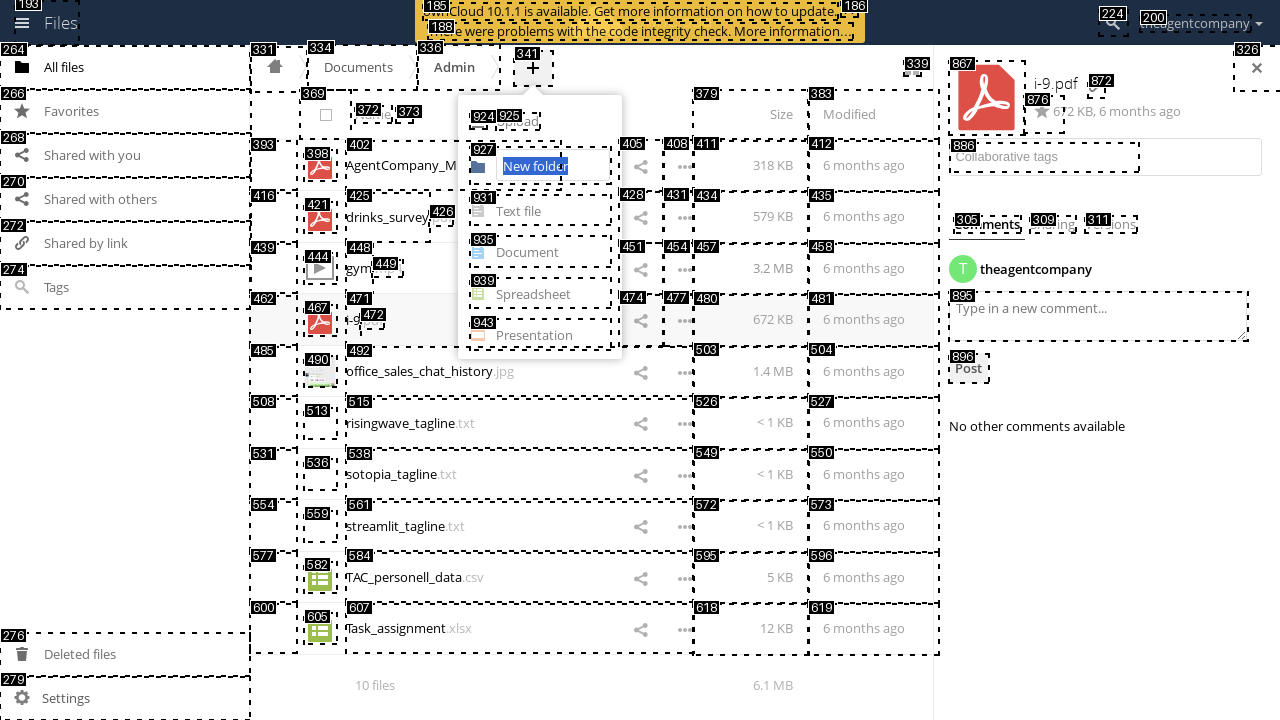 193
Files
185
ownCloud 10.1.1 is available. Get more information on how to update.
186
188
There were problems with the code integrity check. More information…
224
200
theagentcompany
264
All files
266
Favorites
268
Shared with you
270
Shared with others
272
Shared by link
274
Tags
276
Deleted files
279
Settings
331
334
Documents
336
Admin
341
+
339
326
369
372
Name
373
379
Size
383
Modified
393
398
402
AgentCompany_M
405
408
411
318 KB
412
6 months ago
416
421
425
drinks_survey
426
428
431
434
579 KB
435
6 months ago
439
444
448
gym
449
451
454
457
3.2 MB
458
6 months ago
462
467
471
i-9.pdf
472
474
477
480
672 KB
481
6 months ago
485
490
492
office_sales_chat_history.jpg
503
1.4 MB
504
6 months ago
508
513
515
risingwave_tagline.txt
526
< 1 KB
527
6 months ago
531
536
538
sotopia_tagline.txt
549
< 1 KB
550
6 months ago
554
559
561
streamlit_tagline.txt
572
< 1 KB
573
6 months ago
577
582
584
TAC_personell_data.csv
595
5 KB
596
6 months ago
600
605
607
Task_assignment.xlsx
618
12 KB
619
6 months ago
10 files
6.1 MB
924
925
Upload
927
New folder
931
Text file
935
Document
939
Spreadsheet
943
Presentation
867
i-9.pdf
872
876
672 KB, 6 months ago
886
Collaborative tags
305
Comments
309
Sharing
311
Versions
T
theagentcompany
895
Type in a new comment...
896
Post
No other comments available